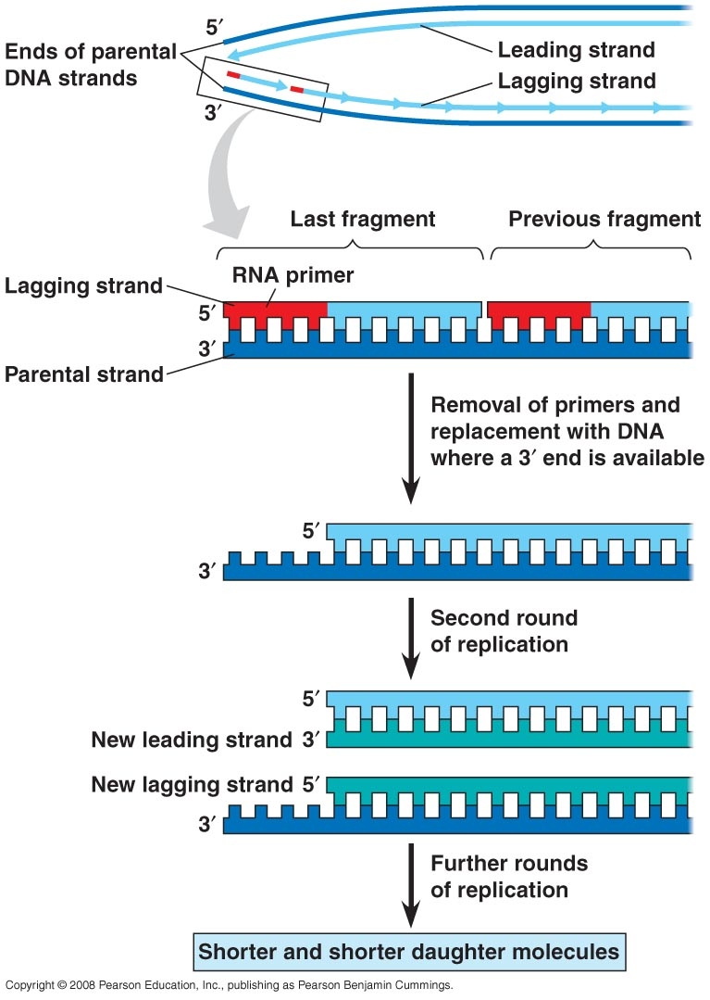 5′
Ends of parental
DNA strands
Leading strand
Lagging strand
3′
Last fragment
Previous fragment
RNA primer
Lagging strand
5′
3′
Parental strand
Removal of primers and
replacement with DNA
where a 3′ end is available
5′
3′
Second round
of replication
5′
New leading strand 3′
New lagging strand 5′
3′
Further rounds
of replication
Shorter and shorter daughter molecules
Copyright © 2008 Pearson Education, Inc., publishing as Pearson Benjamin Cummings.